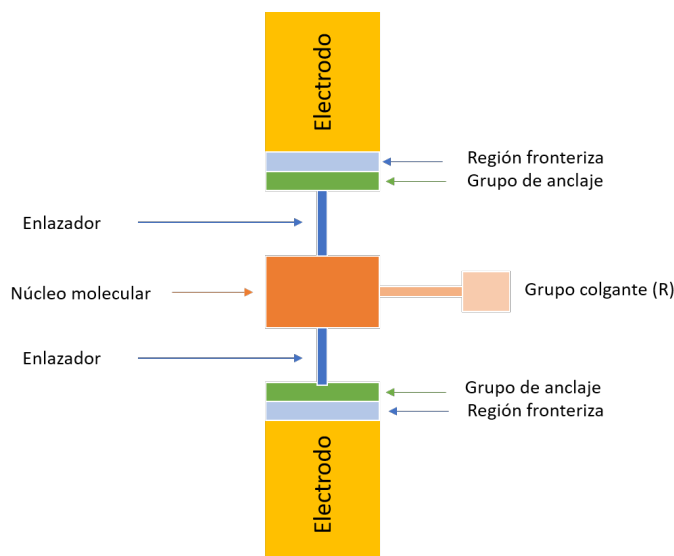 Electrodo
Región fronteriza
Grupo de anclaje
Enlazador
Núcleo molecular
Grupo colgante (R)
Enlazador
Grupo de anclaje
Región fronteriza
Electrodo